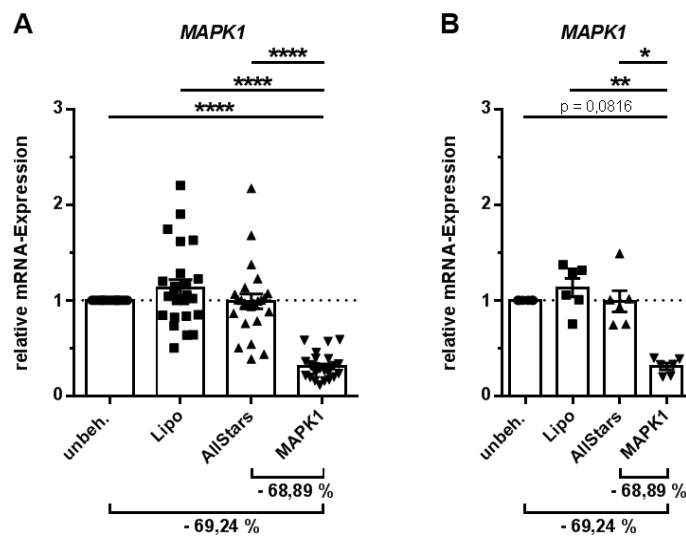 A
MAPK1
****
****
****
relative mRNA-Expression
3
2
1
0
unbeh.
Lipo
AllStars
MAPK1
- 68,89 %
- 69,24 %
B
MAPK1
*
**
p = 0,0816
relative mRNA-Expression
3
2
1
0
unbeh.
Lipo
AllStars
MAPK1
- 68,89 %
- 69,24 %